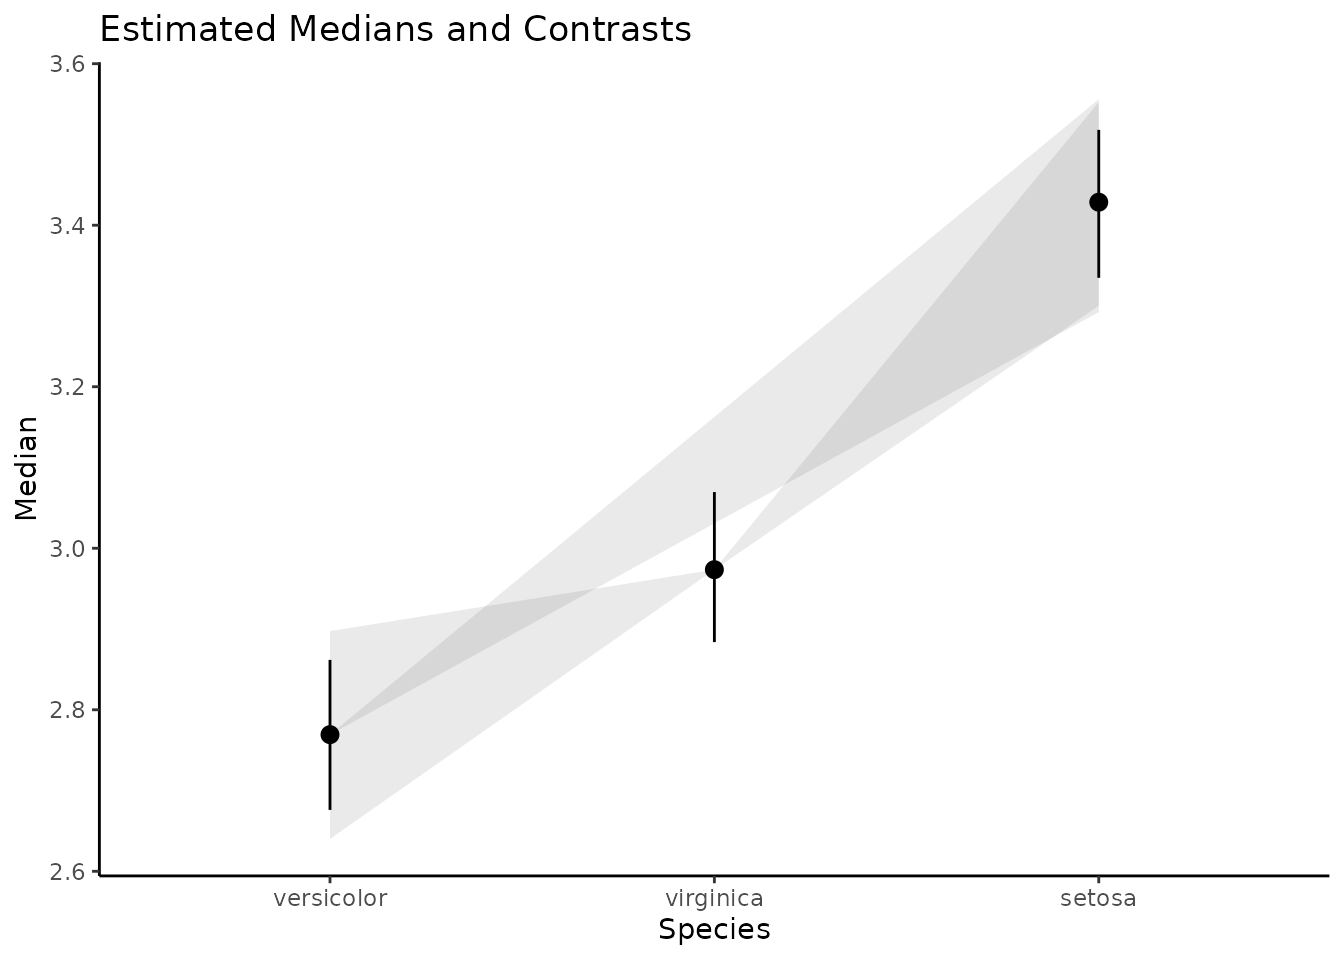 Estimated Medians and Contrasts
3.6
3.4
3.2
3.0
2.8
2.6
Median
versicolor virginica setosa
Species